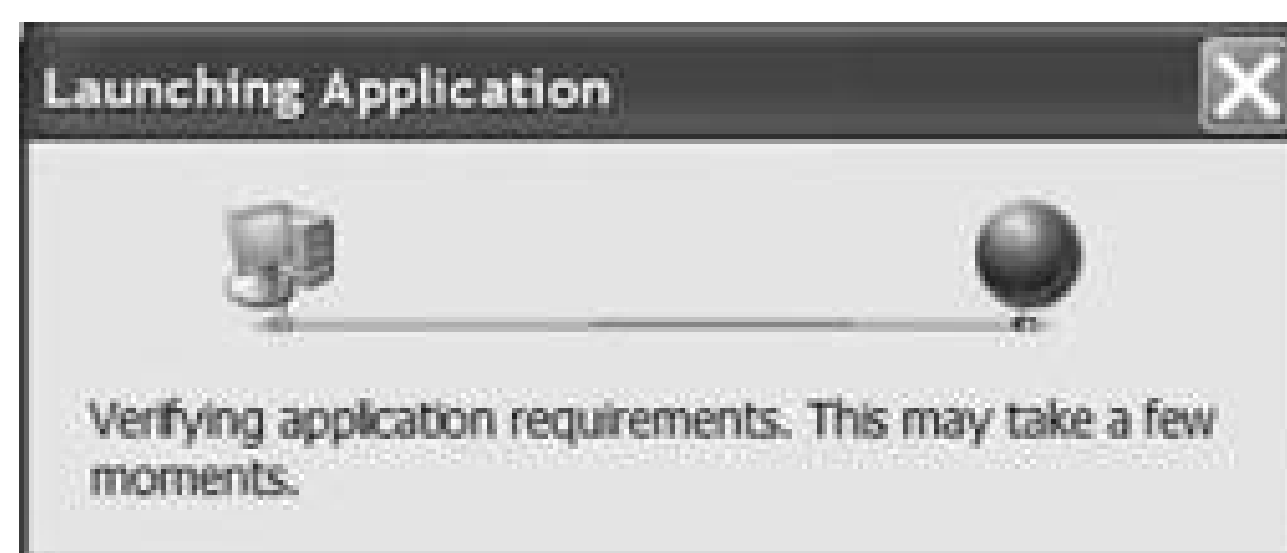 Launching Application
Verifying application requirements. This may take a few
moments.